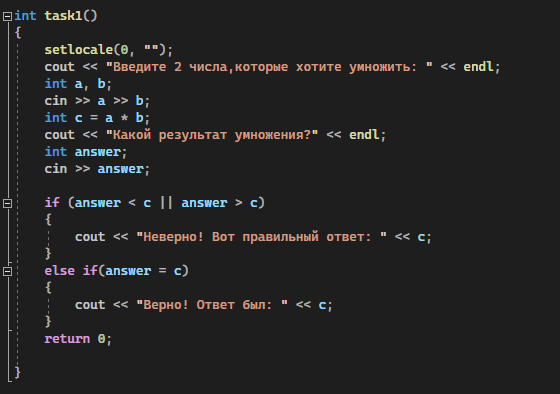 int task1()
{
setlocale(0, "");
cout << "Введите 2 числа,которые хотите умножить: " << endl;
int a, b;
cin >> a >> b;
int c = a * b;
cout << "Какой результат умножения?" << endl;
int answer;
cin >> answer;
if (answer < c || answer > c)
{
cout << "Неверно! Вот правильный ответ: " << c;
}
else if(answer = c)
{
cout << "Верно! Ответ был: " << c;
}
return 0;
}